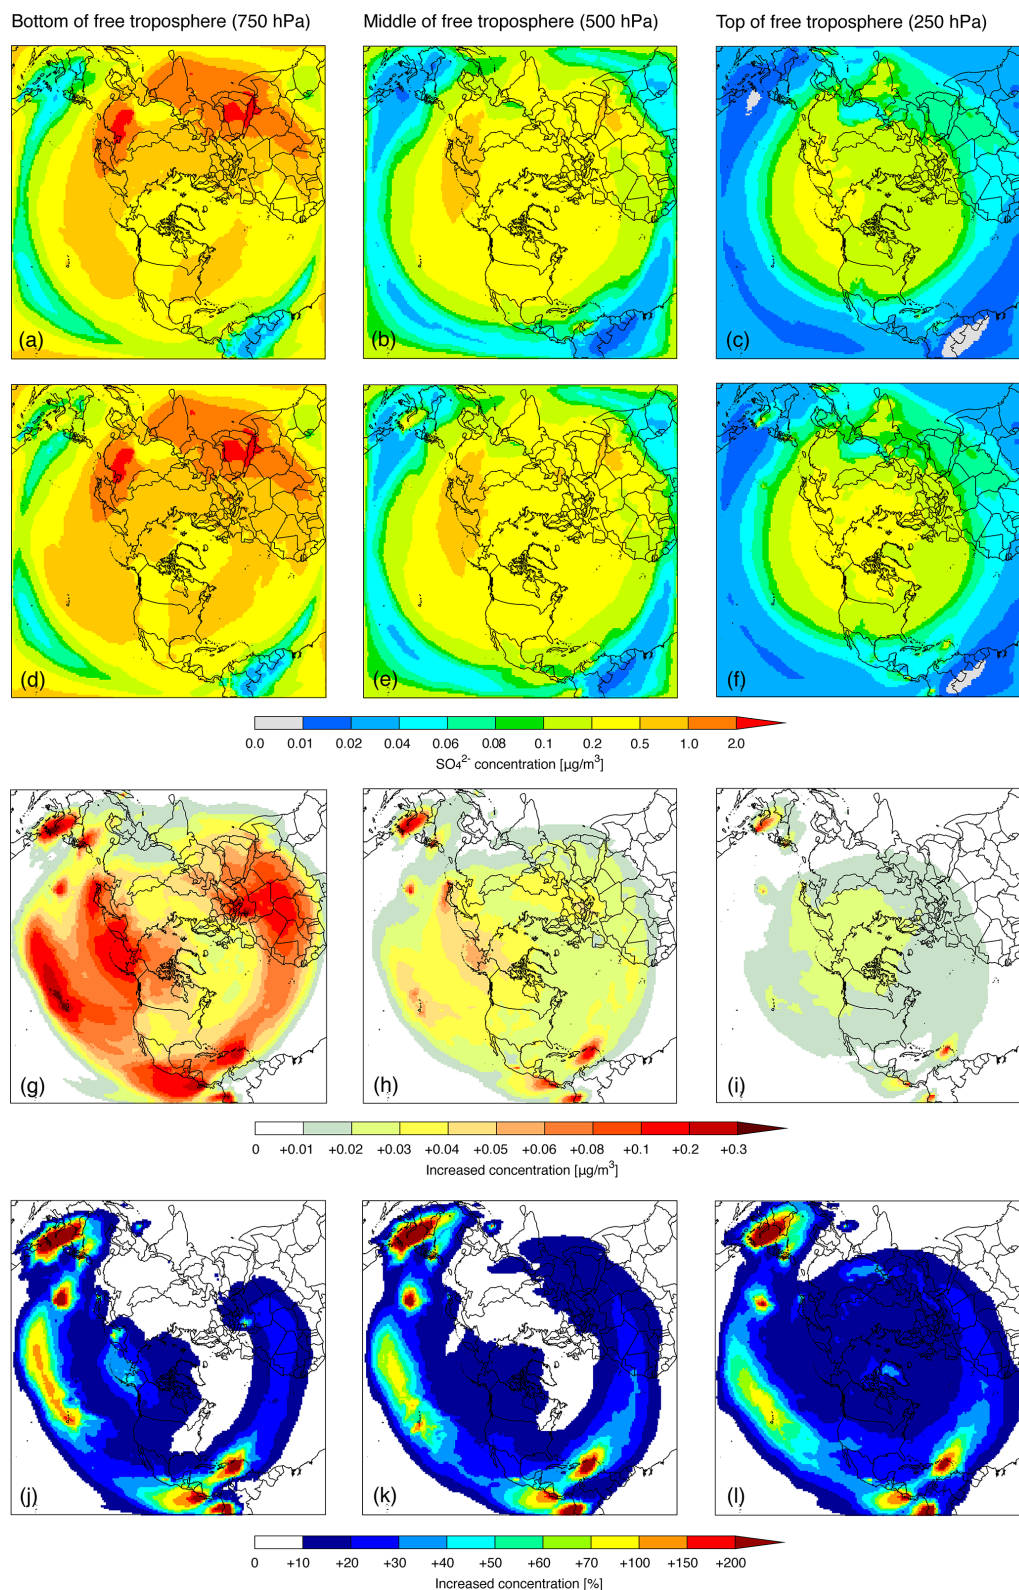 Bottom of free troposphere (750 hPa) Middle of free troposphere (500 hPa) Top of free troposphere (250 hPa)
(a) (b) (c)
(d) (e) (f)
0.0 0.01 0.02 0.04 0.06 0.08 0.1 0.2 0.5 1.0 2.0
SO₄²⁻ concentration [µg/m³]
(g) (h) (i)
0 +0.01 +0.02 +0.03 +0.04 +0.05 +0.06 +0.08 +0.1 +0.2 +0.3
Increased concentration [µg/m³]
(j) (k) (l)
0 +10 +20 +30 +40 +50 +60 +70 +100 +150 +200
Increased concentration [%]